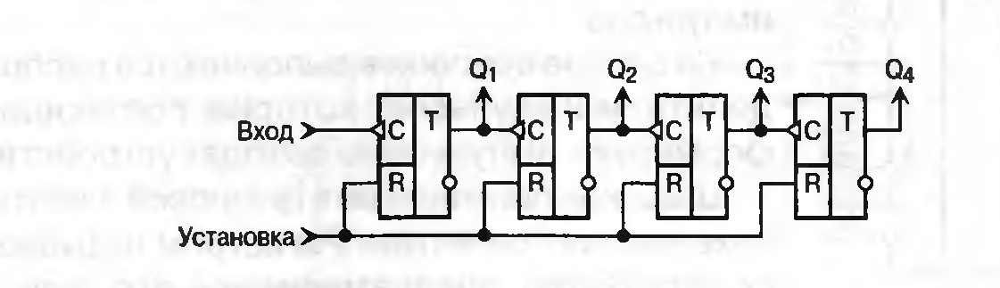 Q1 Q2 Q3 Q4
T T T T
Вход C C C C
R R R R
Установка